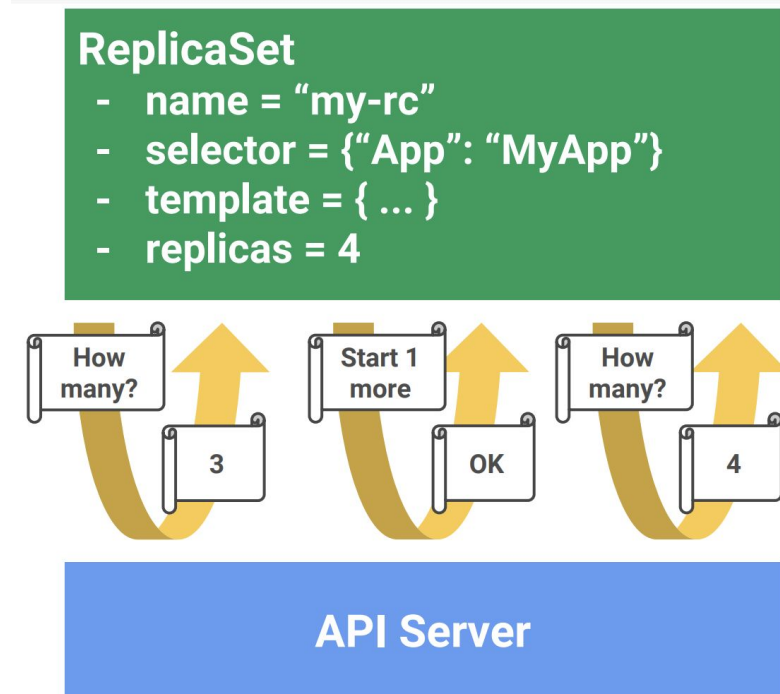 ReplicaSet
- name = “my-rc”
- selector = {“App”: “MyApp”}
- template = { ... }
- replicas = 4
How
many?
3
Start 1
more
OK
How
many?
4
API Server